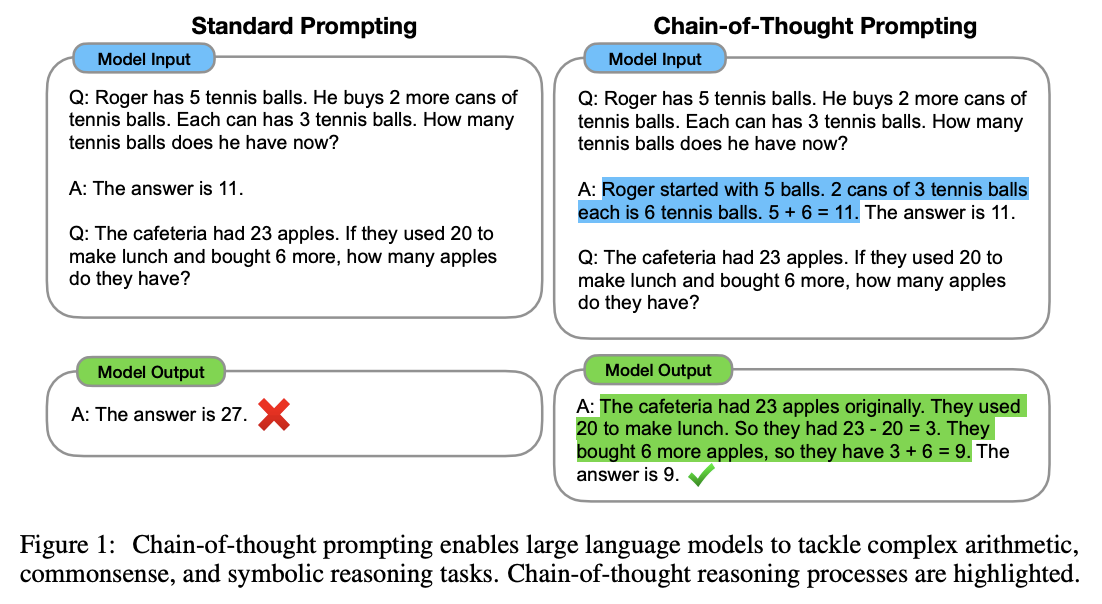 Standard Prompting
Model Input
Q: Roger has 5 tennis balls. He buys 2 more cans of
tennis balls. Each can has 3 tennis balls. How many
tennis balls does he have now?
A: The answer is 11.
Q: The cafeteria had 23 apples. If they used 20 to
make lunch and bought 6 more, how many apples
do they have?
Model Output
A: The answer is 27.
Chain-of-Thought Prompting
Model Input
Q: Roger has 5 tennis balls. He buys 2 more cans of
tennis balls. Each can has 3 tennis balls. How many
tennis balls does he have now?
A: Roger started with 5 balls. 2 cans of 3 tennis balls
each is 6 tennis balls. 5 + 6 = 11. The answer is 11.
Q: The cafeteria had 23 apples. If they used 20 to
make lunch and bought 6 more, how many apples
do they have?
Model Output
A: The cafeteria had 23 apples originally. They used
20 to make lunch. So they had 23 - 20 = 3. They
bought 6 more apples, so they have 3 + 6 = 9. The
answer is 9.
Figure 1: Chain-of-thought prompting enables large language models to tackle complex arithmetic,
commonsense, and symbolic reasoning tasks. Chain-of-thought reasoning processes are highlighted.